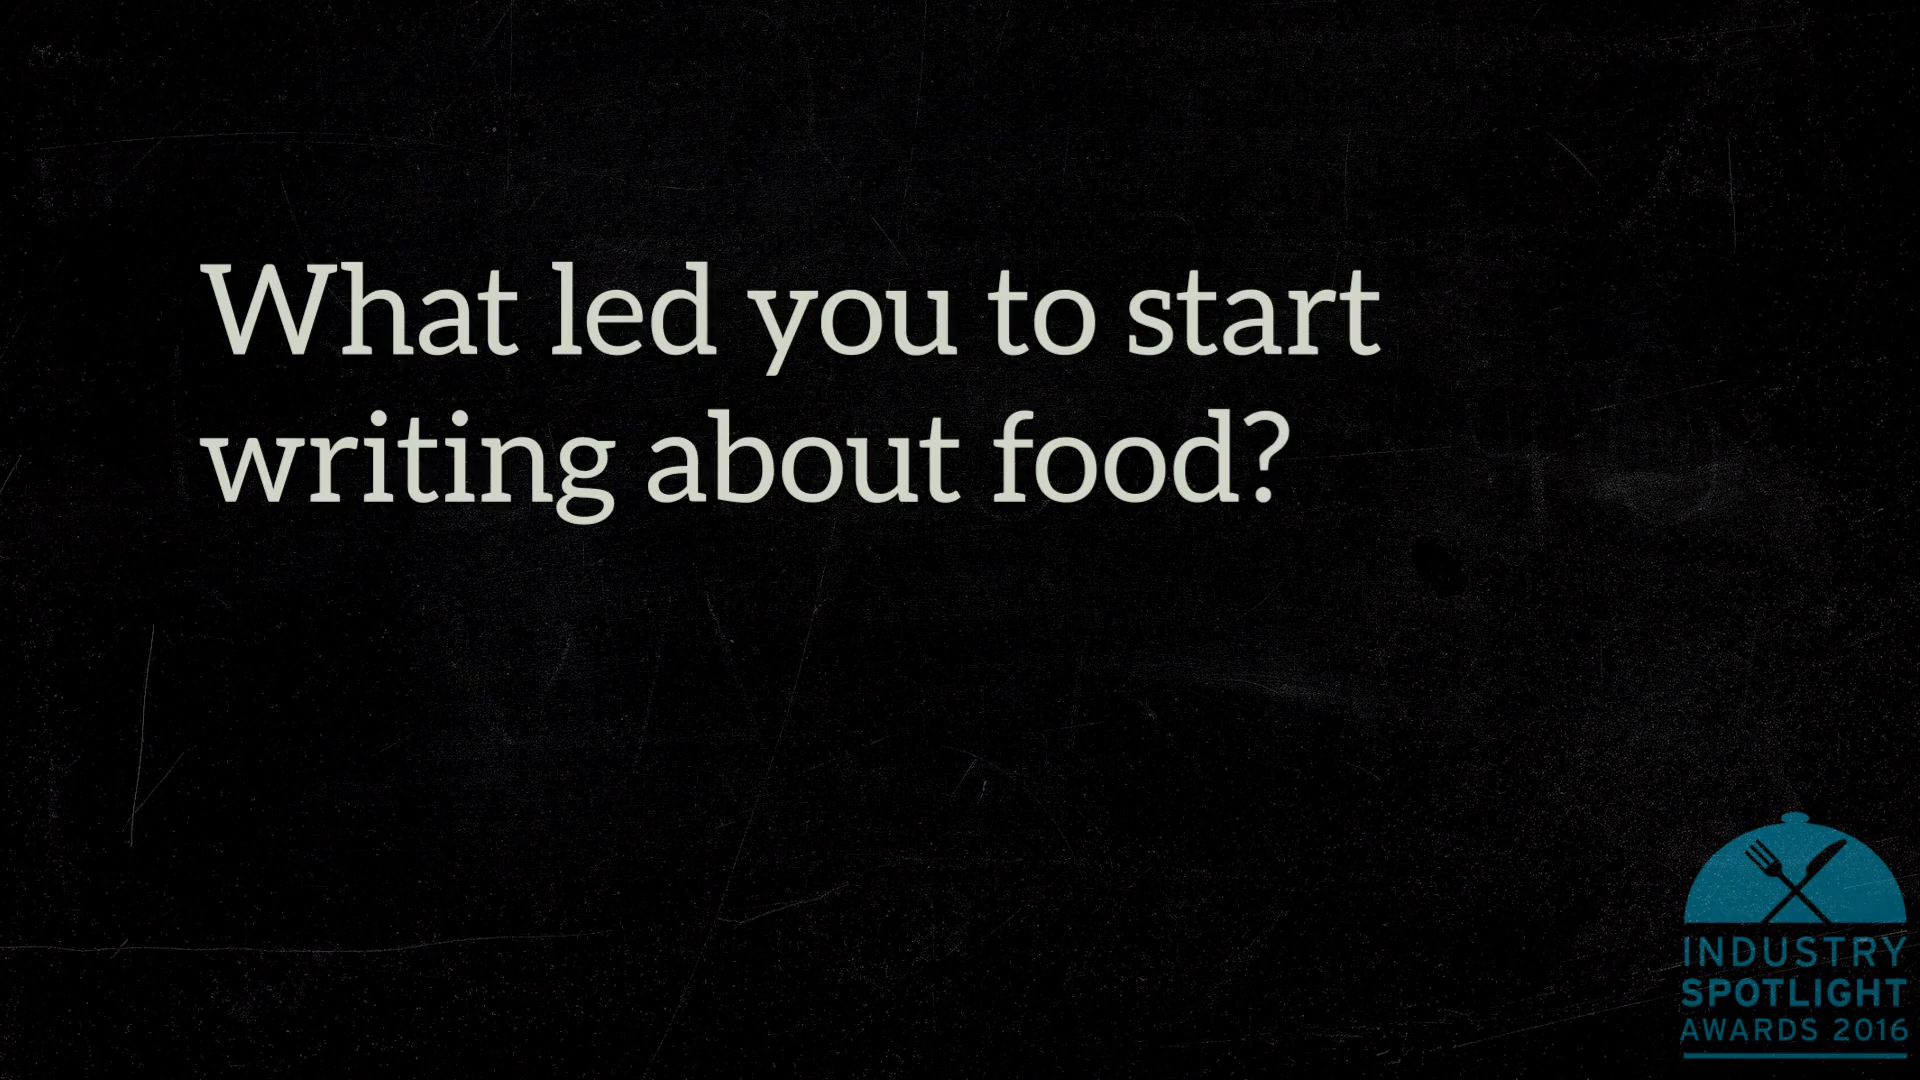 What led you to start
writing about food?
INDUSTRY
SPOTLIGHT
AWARDS 2016